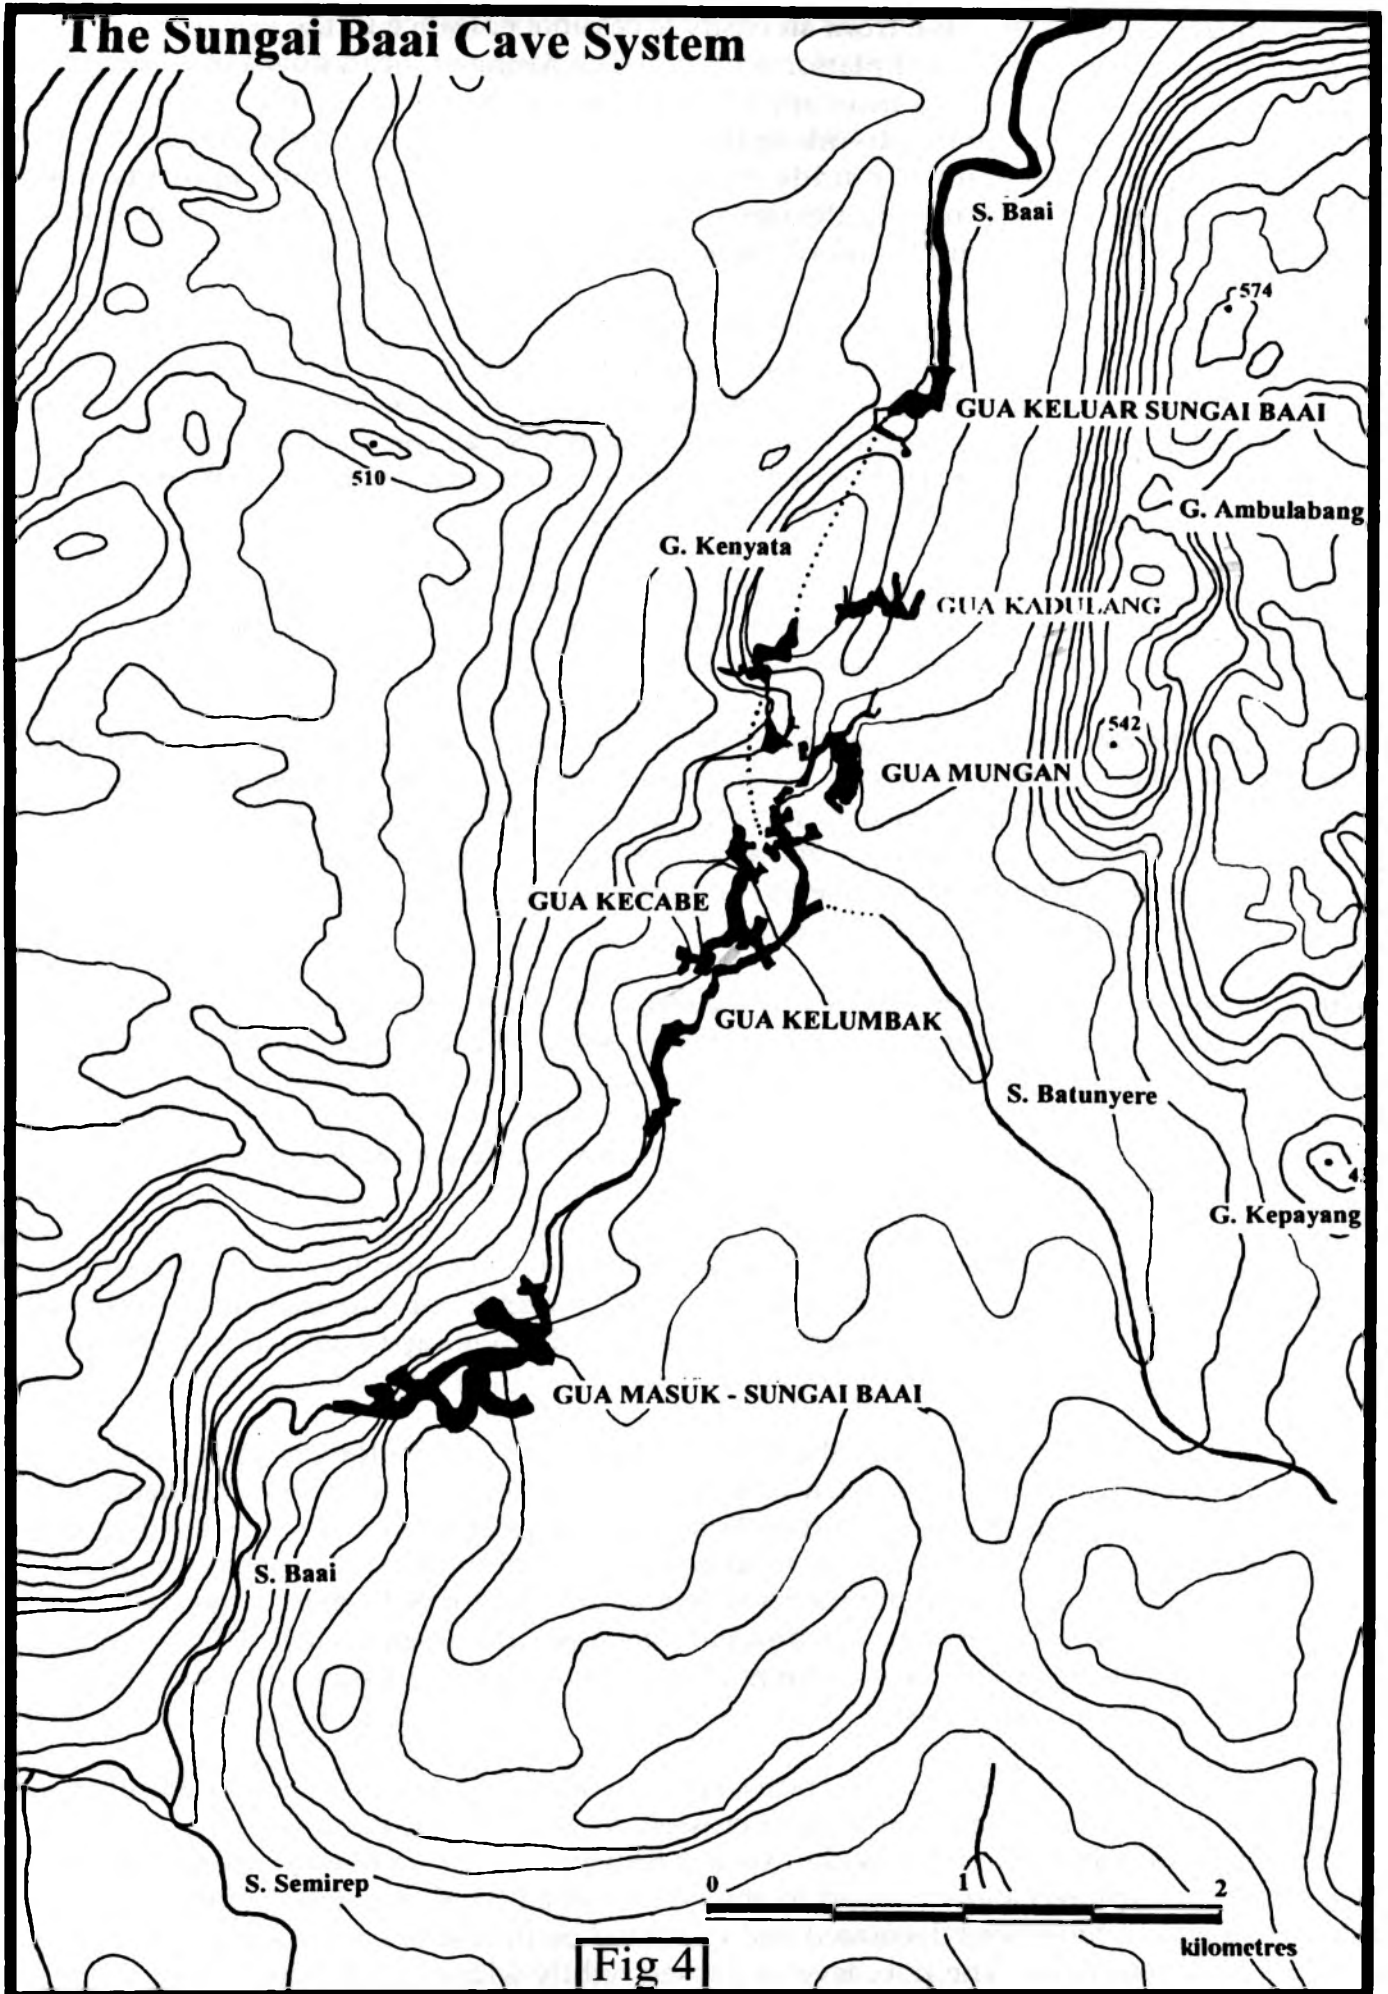 The Sungai Baai Cave System
S. Baai
574
GUA KELUAR SUNGAI BAAI
510
G. Ambulabang
G. Kenyata
GUA KADULANG
542
GUA MUNGAN
GUA KECABE
GUA KELUMBAK
S. Batunyere
G. Kepayang
GUA MASUK - SUNGAI BAAI
S. Baai
S. Semirep
0 1 2
kilometres
Fig 4